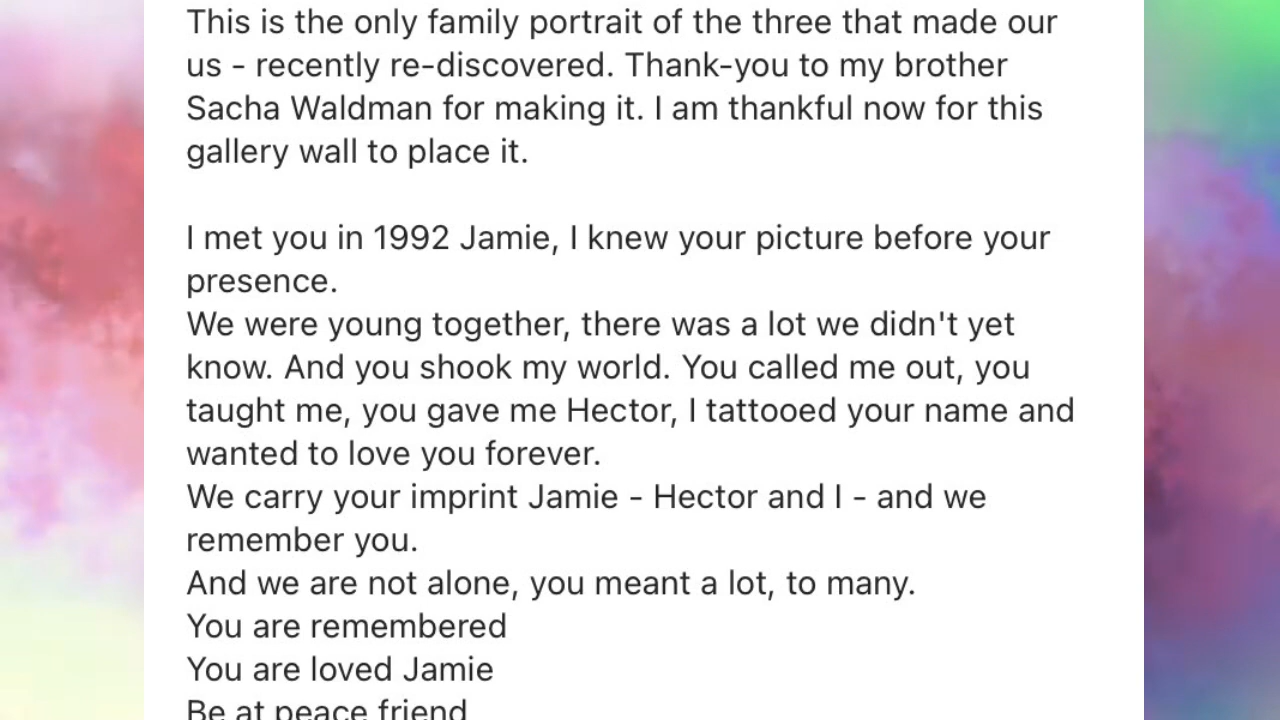 This is the only family portrait of the three that made our
us - recently re-discovered. Thank-you to my brother
Sacha Waldman for making it. I am thankful now for this
gallery wall to place it.
I met you in 1992 Jamie, I knew your picture before your
presence.
We were young together, there was a lot we didn't yet
know. And you shook my world. You called me out, you
taught me, you gave me Hector, I tattooed your name and
wanted to love you forever.
We carry your imprint Jamie - Hector and I - and we
remember you.
And we are not alone, you meant a lot, to many.
You are remembered
You are loved Jamie
Be at peace friend